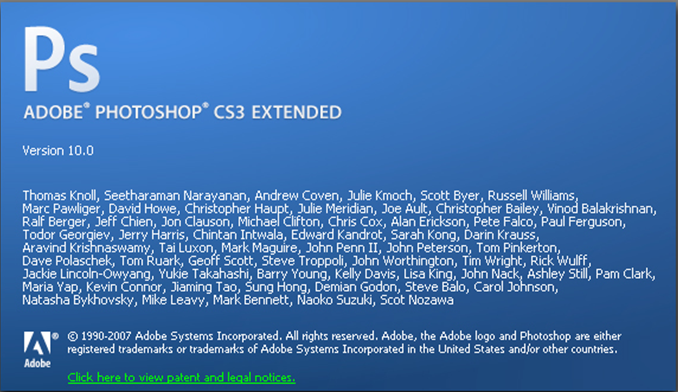 Ps
ADOBE® PHOTOSHOP® CS3 EXTENDED
Version 10.0
Thomas Knoll, Seetharaman Narayanan, Andrew Coven, Julie Kmoch, Scott Byer, Russell Williams,
Marc Pawliger, David Howe, Christopher Haupt, Julie Meridian, Joe Ault, Christopher Bailey, Vinod Balakrishnan,
Ralf Berger, Jeff Chien, Jon Clauson, Michael Clifton, Chris Cox, Alan Erickson, Pete Falco, Paul Ferguson,
Todor Georgiev, Jerry Harris, Chintan Intwala, Edward Kandrot, Sarah Kong, Darin Krauss,
Aravind Krishnaswamy, Tai Luxon, Mark Maguire, John Penn II, John Peterson, Tom Pinkerton,
Dave Polaschek, Tom Ruark, Geoff Scott, Steve Troppoli, John Worthington, Tim Wright, Rick Wulff,
Jackie Lincoln-Owyang, Yukie Takahashi, Barry Young, Kelly Davis, Lisa King, John Nack, Ashley Still, Pam Clark,
Maria Yap, Kevin Connor, Jiaming Tao, Sung Hong, Demian Godon, Steve Balo, Carol Johnson,
Natasha Bykhovsky, Mike Leavy, Mark Bennett, Naoko Suzuki, Scot Nozawa
Adobe®
© 1990-2007 Adobe Systems Incorporated. All rights reserved. Adobe, the Adobe logo and Photoshop are either
registered trademarks or trademarks of Adobe Systems Incorporated in the United States and/or other countries.
Click here to view patent and legal notices.